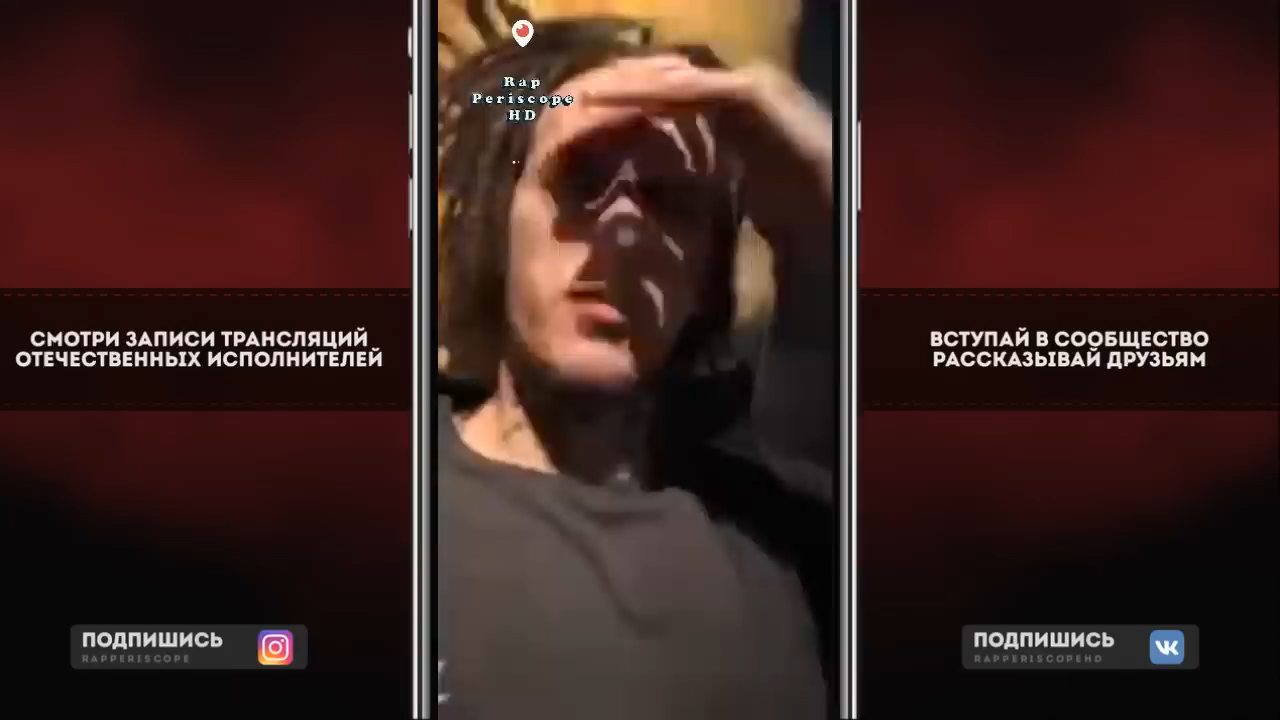 Rap
Periscope
HD
СМОТРИ ЗАПИСИ ТРАНСЛЯЦИЙ
ОТЕЧЕСТВЕННЫХ ИСПОЛНИТЕЛЕЙ
ВСТУПАЙ В СООБЩЕСТВО
РАССКАЗЫВАЙ ДРУЗЬЯМ
ПОДПИШИСЬ
RAPPERISCOPE
ПОДПИШИСЬ
RAPPERISCOPEHD